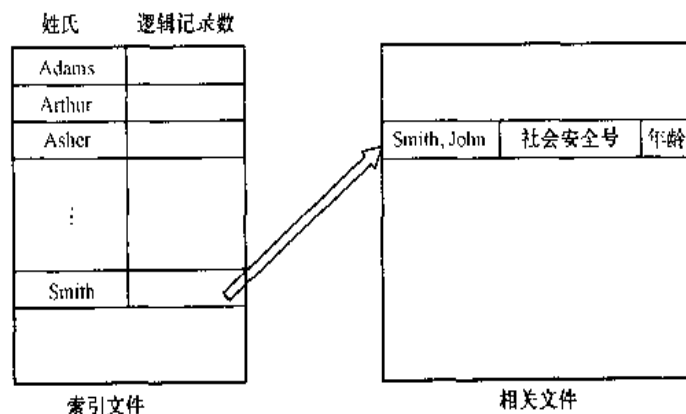 姓氏 逻辑记录数
Adams
Arthur
Asher
⋮
Smith
索引文件
Smith, John 社会安全号 年龄
相关文件